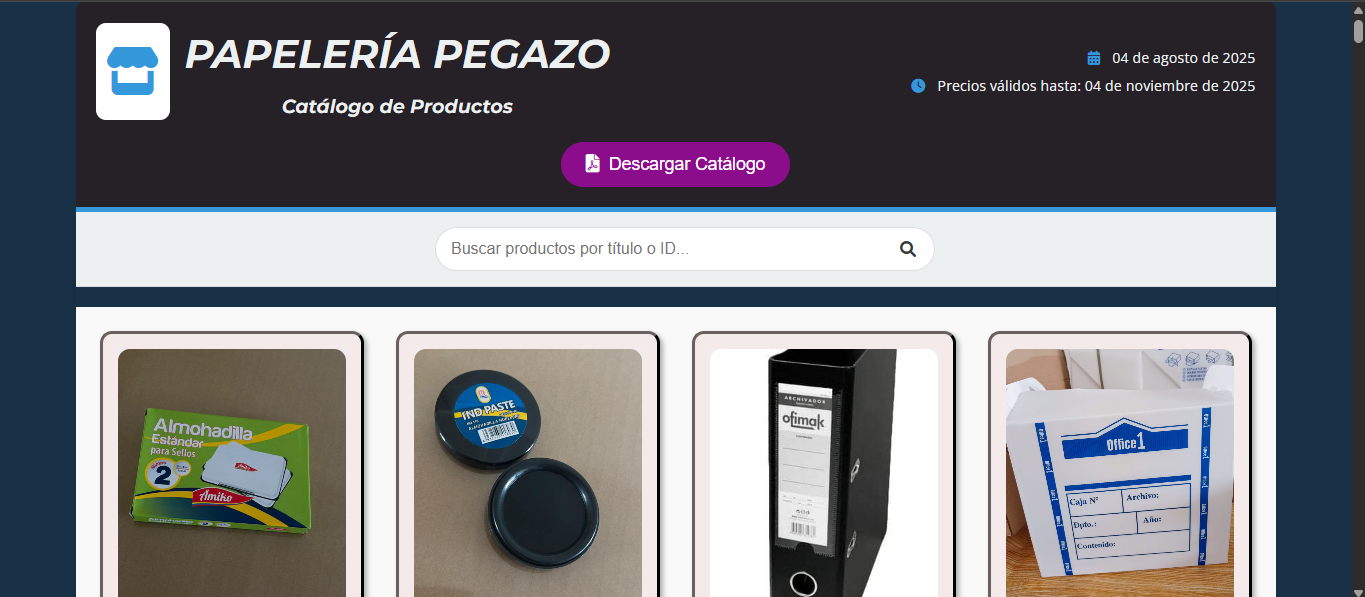 PAPELERÍA PEGAZO
Catálogo de Productos
04 de agosto de 2025
Precios válidos hasta: 04 de noviembre de 2025
Descargar Catálogo
Buscar productos por título o ID...
Almohadilla
Estándar
para Sellos
2
Amiko
IND PASTE
ARCHIVADOR
ofimak
Office1
Caja Nº
Archivo:
Dpto.:
Año:
Contenido: